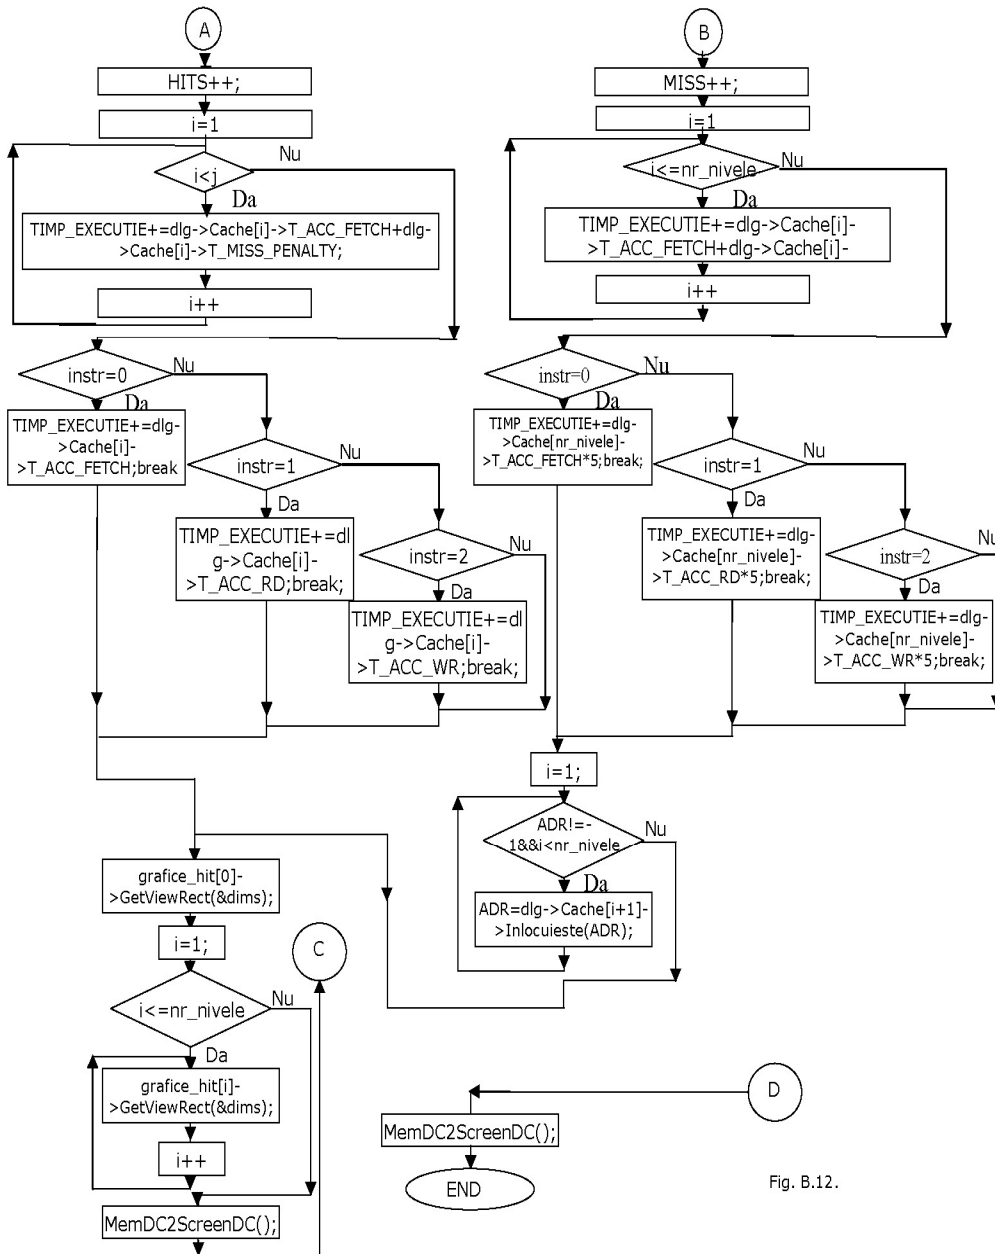 A
HITS++;
i=1
i<j
Nu
Da
TIMP_EXECUTIE+=dlg->Cache[i]->T_ACC_FETCH+dlg-
>Cache[i]->T_MISS_PENALTY;
i++
instr=0
Nu
Da
TIMP_EXECUTIE+=dlg-
>Cache[i]-
>T_ACC_FETCH;break
instr=1
Nu
Da
TIMP_EXECUTIE+=dl
g->Cache[i]-
>T_ACC_RD;break;
instr=2
Nu
Da
TIMP_EXECUTIE+=dl
g->Cache[i]-
>T_ACC_WR;break;
B
MISS++;
i=1
i<=nr_nivele
Nu
Da
TIMP_EXECUTIE+=dlg->Cache[i]-
>T_ACC_FETCH+dlg->Cache[i]-
i++
instr=0
Nu
Da
TIMP_EXECUTIE+=dlg-
>Cache[nr_nivele]-
>T_ACC_FETCH*5;break;
instr=1
Nu
Da
TIMP_EXECUTIE+=dlg-
>Cache[nr_nivele]-
>T_ACC_RD*5;break;
instr=2
Nu
Da
TIMP_EXECUTIE+=dlg-
>Cache[nr_nivele]-
>T_ACC_WR*5;break;
i=1;
ADR!=-
1&&i<nr_nivele
Nu
Da
ADR=dlg->Cache[i+1]-
>Inlocuieste(ADR);
grafice_hit[0]-
>GetViewRect(&dims);
i=1;
C
i<=nr_nivele
Nu
Da
grafice_hit[i]-
>GetViewRect(&dims);
i++
MemDC2ScreenDC();
D
MemDC2ScreenDC();
END
Fig. B.12.